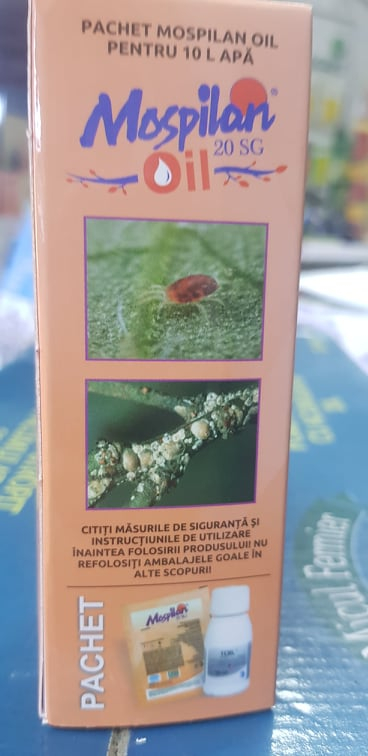 PACHET MOSPILAN OIL
PENTRU 10 L APĂ
Mospilan®
20 SG
Oil
CITIȚI MĂSURILE DE SIGURANȚĂ ȘI
INSTRUCȚIUNILE DE UTILIZARE
ÎNAINTEA FOLOSIRII PRODUSULUI! NU
REFOLOSIȚI AMBALAJELE GOALE ÎN
ALTE SCOPURI!
PACHET
Mospilan